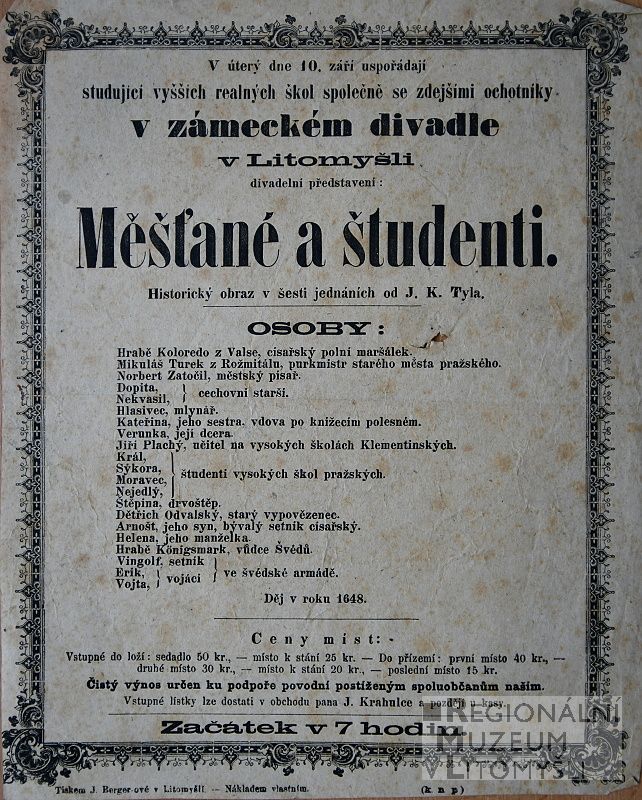 V úterý dne 10. září uspořádají
studující vyšších realných škol společně se zdejšími ochotníky
v zámeckém divadle
v Litomyšli
divadelní představení:
Měšťané a študenti.
Historický obraz v šesti jednáních od J. K. Tyla.
OSOBY:
Hrabě Koloredo z Valse, císařský polní maršálek.
Mikuláš Turek z Rožmitálu, purkmistr starého města pražského.
Norbert Zatočil, městský písař.
Dopita,
Nekvasil, } cechovní starší.
Hlasivec, mlynář.
Kateřina, jeho sestra, vdova po knížecím polesném.
Verunka, její dcera.
Jiří Plachý, učitel na vysokých školách Klementinských.
Král,
Sýkora,
Moravec, } študenti vysokých škol pražských.
Nejedlý,
Štěpina, drvoštěp.
Dětřich Odvalský, starý vypovězenec.
Arnošt, jeho syn, bývalý setník císařský.
Helena, jeho manželka.
Hrabě Königsmark, vůdce Švédů.
Vingolf, setník
Erik, } vojáci } ve švédské armádě.
Vojta,
Děj v roku 1648.
Ceny míst:
Vstupné do loží: sedadlo 50 kr., — místo k stání 25 kr. — Do přízemí: první místo 40 kr., —
druhé místo 30 kr., — místo k stání 20 kr., — poslední místo 15 kr.
Čistý výnos určen ku podpoře povodní postiženým spoluobčanům našim.
Vstupné lístky lze dostati v obchodu pana J. Krahulce a později u kasy.
Začátek v 7 hodin
Tiskem J. Berger-ové v Litomyšli. — Nákladem vlastním. (k. n. p)
REGIONÁLNÍ
MUZEUM
V LITOMYŠLI